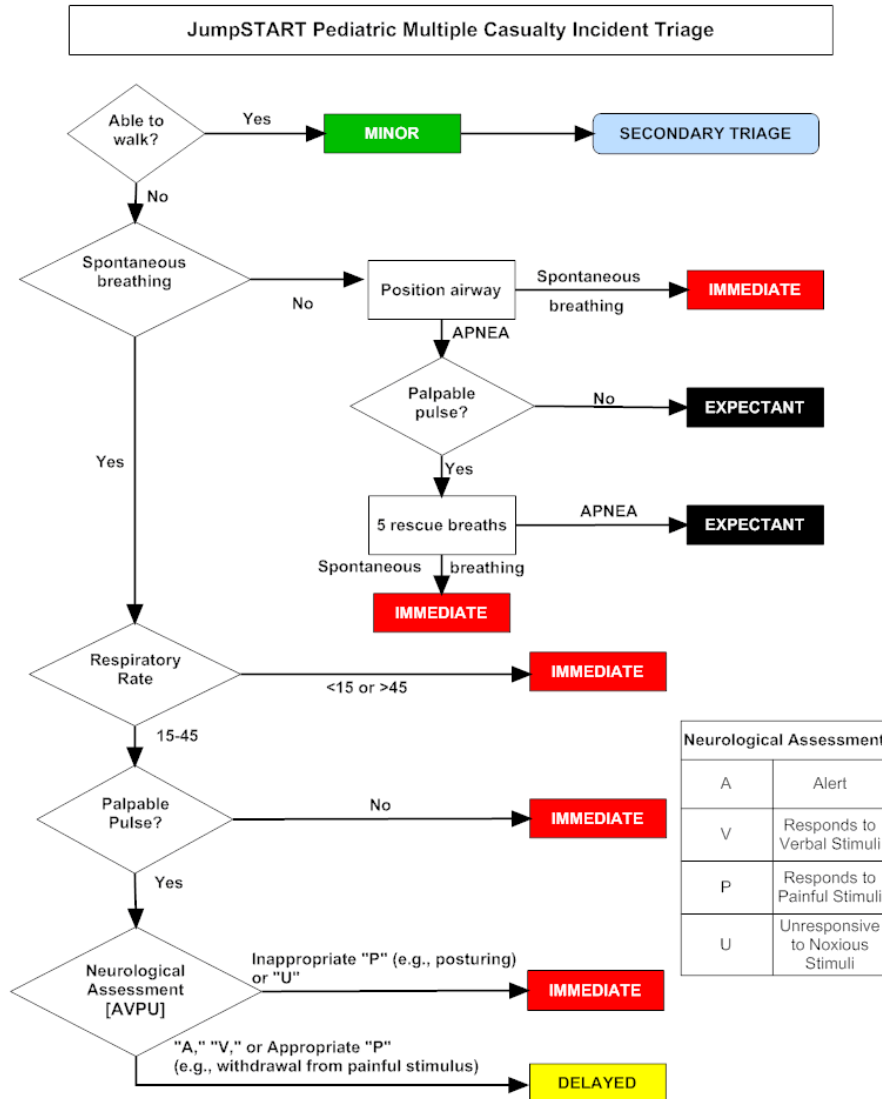 JumpSTART Pediatric Multiple Casualty Incident Triage
Able to
walk?
Yes
MINOR
SECONDARY TRIAGE
No
Spontaneous
breathing
No
Position airway
Spontaneous
breathing
IMMEDIATE
APNEA
Palpable
pulse?
No
EXPECTANT
Yes
Yes
5 rescue breaths
APNEA
EXPECTANT
Spontaneous breathing
IMMEDIATE
Respiratory
Rate
<15 or >45
IMMEDIATE
15-45
Palpable
Pulse?
No
IMMEDIATE
Yes
Neurological
Assessment
[AVPU]
Inappropriate "P" (e.g., posturing)
or "U"
IMMEDIATE
"A," "V," or Appropriate "P"
(e.g., withdrawal from painful stimulus)
DELAYED
Neurological Assessment
A Alert
V Responds to
Verbal Stimuli
P Responds to
Painful Stimuli
U Unresponsive
to Noxious
Stimuli